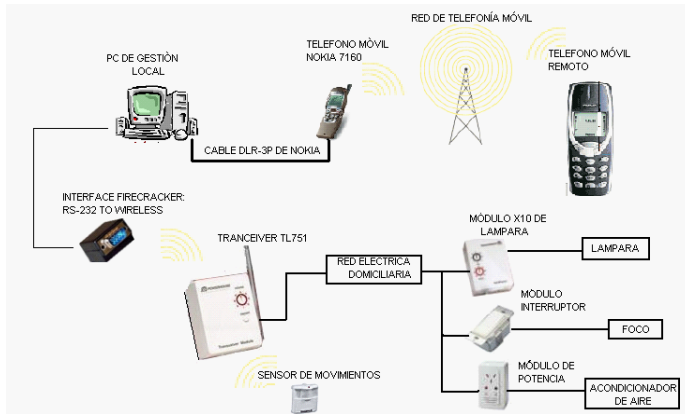 RED DE TELEFONÍA MÓVIL
TELEFONO MÒVIL
NOKIA 7160
TELEFONO MÓVIL
REMOTO
PC DE GESTIÒN
LOCAL
CABLE DLR-3P DE NOKIA
INTERFACE FIRECRACKER:
RS-232 TO WIRELESS
TRANCEIVER TL751
RED ELECTRICA
DOMICILIARIA
MÓDULO X10 DE
LAMPARA
LAMPARA
MÓDULO
INTERRUPTOR
FOCO
MÓDULO DE
POTENCIA
ACONDICIONADOR
DE AIRE
SENSOR DE MOVIMIENTOS